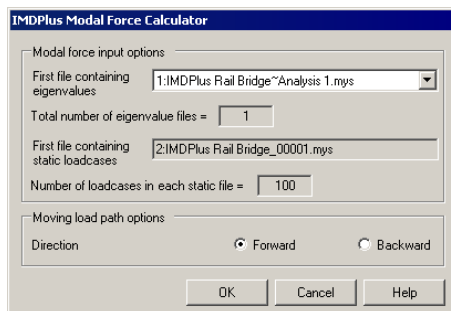 IMDPlus Modal Force Calculator
Modal force input options
First file containing eigenvalues
1:IMDPlus Rail Bridge~Analysis 1.mys
Total number of eigenvalue files = 1
First file containing static loadcases
2:IMDPlus Rail Bridge_00001.mys
Number of loadcases in each static file = 100
Moving load path options
Direction Forward Backward
OK Cancel Help